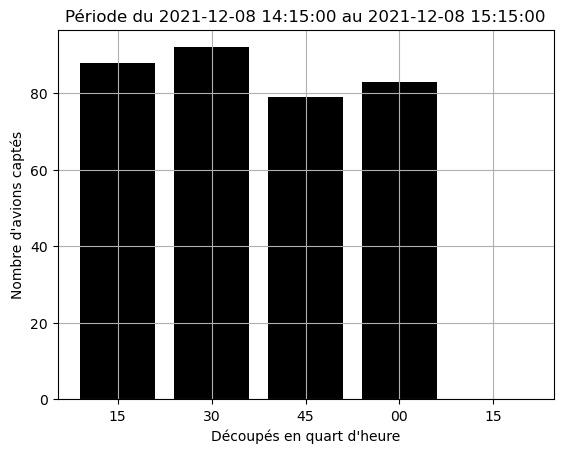 Période du 2021-12-08 14:15:00 au 2021-12-08 15:15:00
Nombre d'avions captés
80
60
40
20
0
15 30 45 00 15
Découpés en quart d'heure